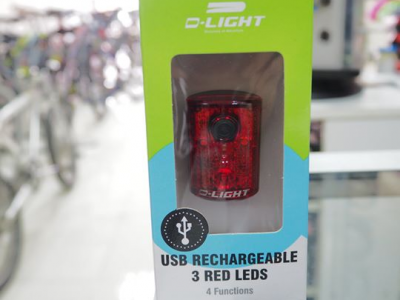 D-LIGHT
D-LIGHT
USB RECHARGEABLE
3 RED LEDS
4 Functions